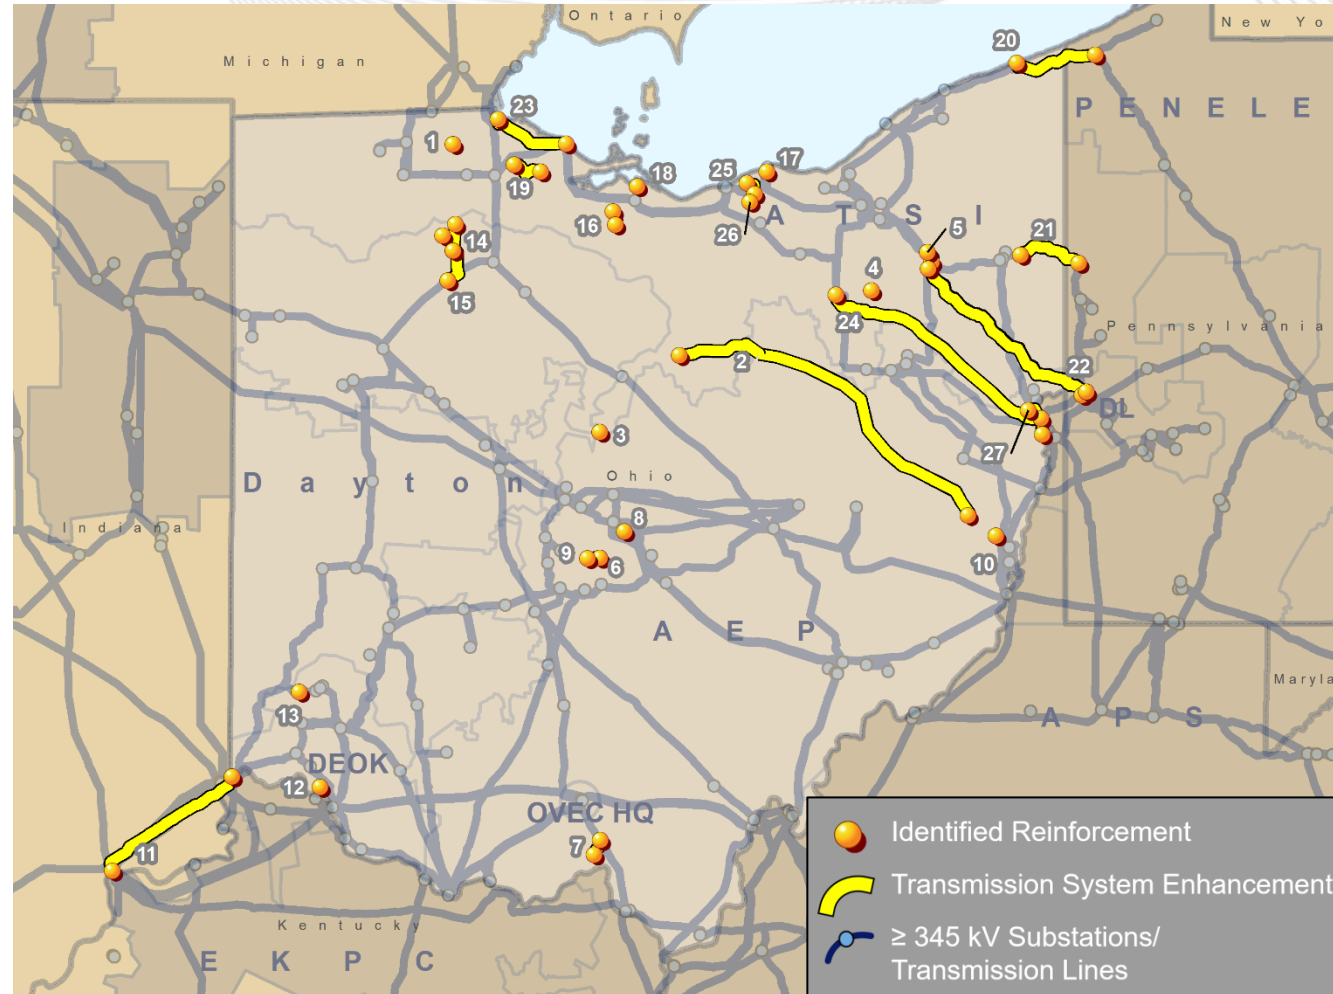 Ontario
New Yo
Michigan
20
PENELE
23
1
17
25
18
19
16
26
ATSI
5
21
14
4
15
24
Pennsylvania
2
22
DL
3
27
Ohio
Dayton
Indiana
8
9
6
10
AEP
Maryla
13
APS
DEOK
12
OVEC HQ
7
11
Kentucky
EKPC
Identified Reinforcement
Transmission System Enhancement
≥ 345 kV Substations/
Transmission Lines